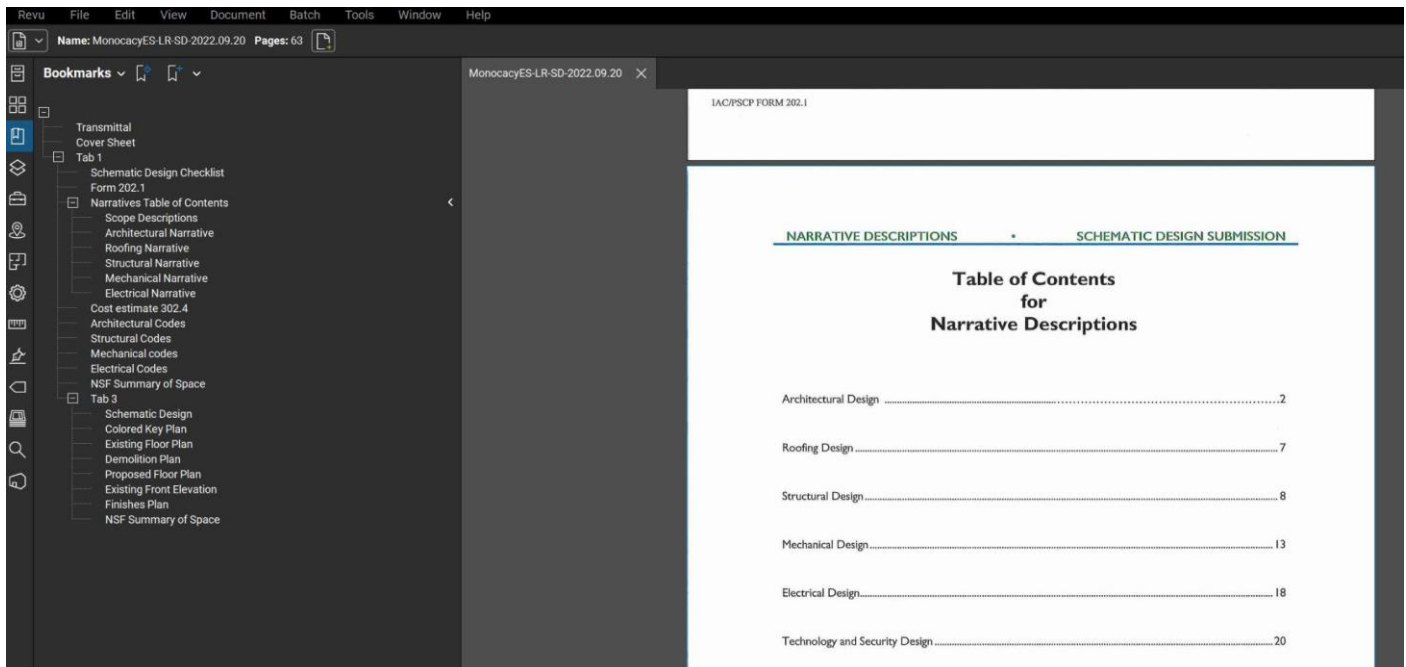 Revu File Edit View Document Batch Tools Window Help
Name: MonocacyES-LR-SD-2022.09.20 Pages: 63
Bookmarks
Transmittal
Cover Sheet
Tab 1
Schematic Design Checklist
Form 202.1
Narratives Table of Contents
Scope Descriptions
Architectural Narrative
Roofing Narrative
Structural Narrative
Mechanical Narrative
Electrical Narrative
Cost estimate 302.4
Architectural Codes
Structural Codes
Mechanical codes
Electrical Codes
NSF Summary of Space
Tab 3
Schematic Design
Colored Key Plan
Existing Floor Plan
Demolition Plan
Proposed Floor Plan
Existing Front Elevation
Finishes Plan
NSF Summary of Space
MonocacyES-LR-SD-2022.09.20
IAC/PSCP FORM 202.1
NARRATIVE DESCRIPTIONS • SCHEMATIC DESIGN SUBMISSION
Table of Contents
for
Narrative Descriptions
Architectural Design ........ 2
Roofing Design ........ 7
Structural Design ........ 8
Mechanical Design ........ 13
Electrical Design ........ 18
Technology and Security Design ........ 20